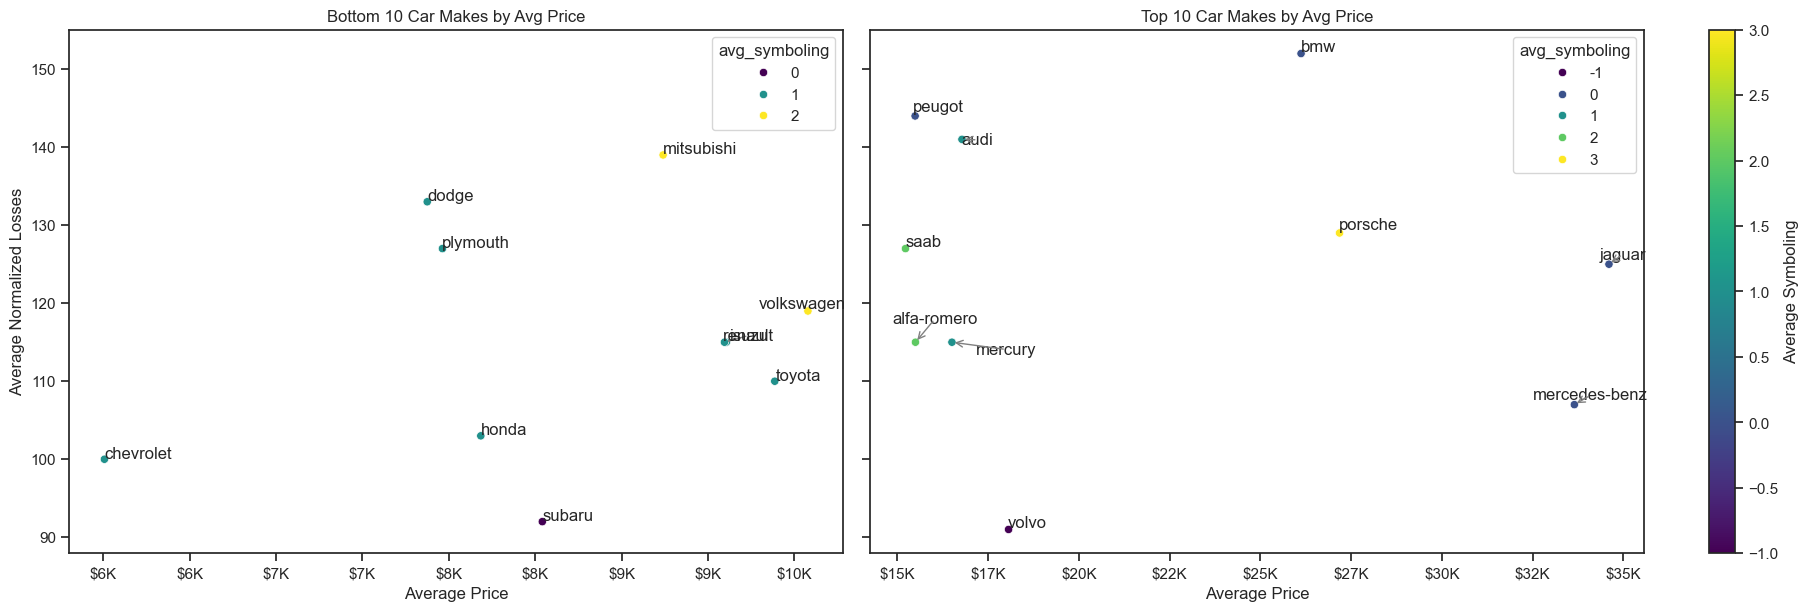 Bottom 10 Car Makes by Avg Price
Average Normalized Losses
150
140
130
120
110
100
90
avg_symboling
0
1
2
mitsubishi
dodge
plymouth
volkswagen
renault
isuzu
toyota
honda
chevrolet
subaru
$6K $6K $7K $7K $8K $8K $9K $9K $10K
Average Price
Top 10 Car Makes by Avg Price
avg_symboling
-1
0
1
2
3
bmw
peugot
audi
porsche
saab
jaguar
alfa-romero
mercury
mercedes-benz
volvo
$15K $17K $20K $22K $25K $27K $30K $32K $35K
Average Price
3.0
2.5
2.0
1.5
1.0
0.5
0.0
−0.5
−1.0
Average Symboling